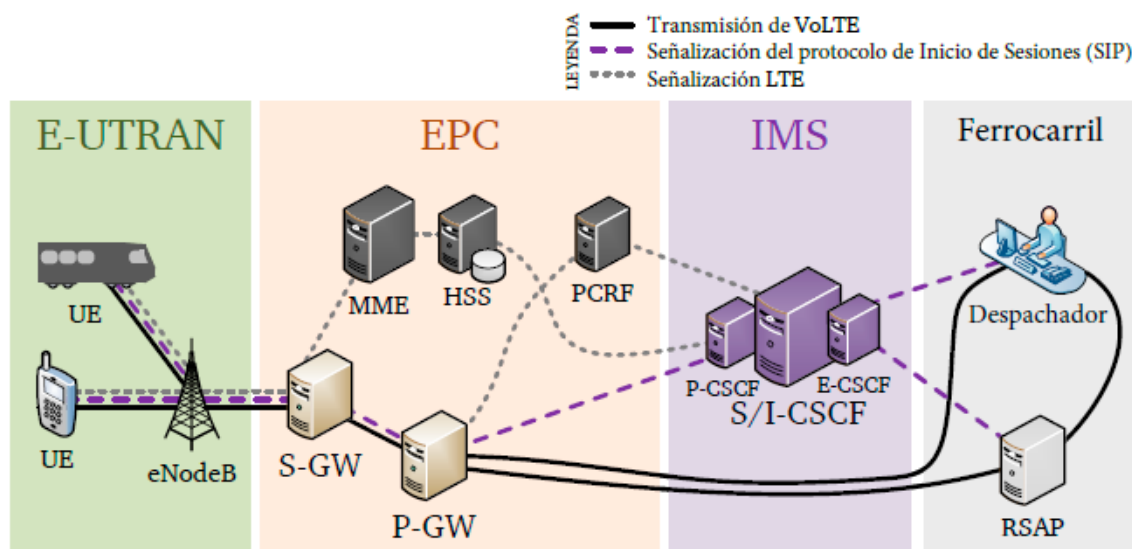 LEYENDA
Transmisión de VoLTE
Señalización del protocolo de Inicio de Sesiones (SIP)
Señalización LTE
E-UTRAN
EPC
IMS
Ferrocarril
UE
MME
HSS
PCRF
Despachador
P-CSCF
E-CSCF
S/I-CSCF
UE
eNodeB
S-GW
P-GW
RSAP